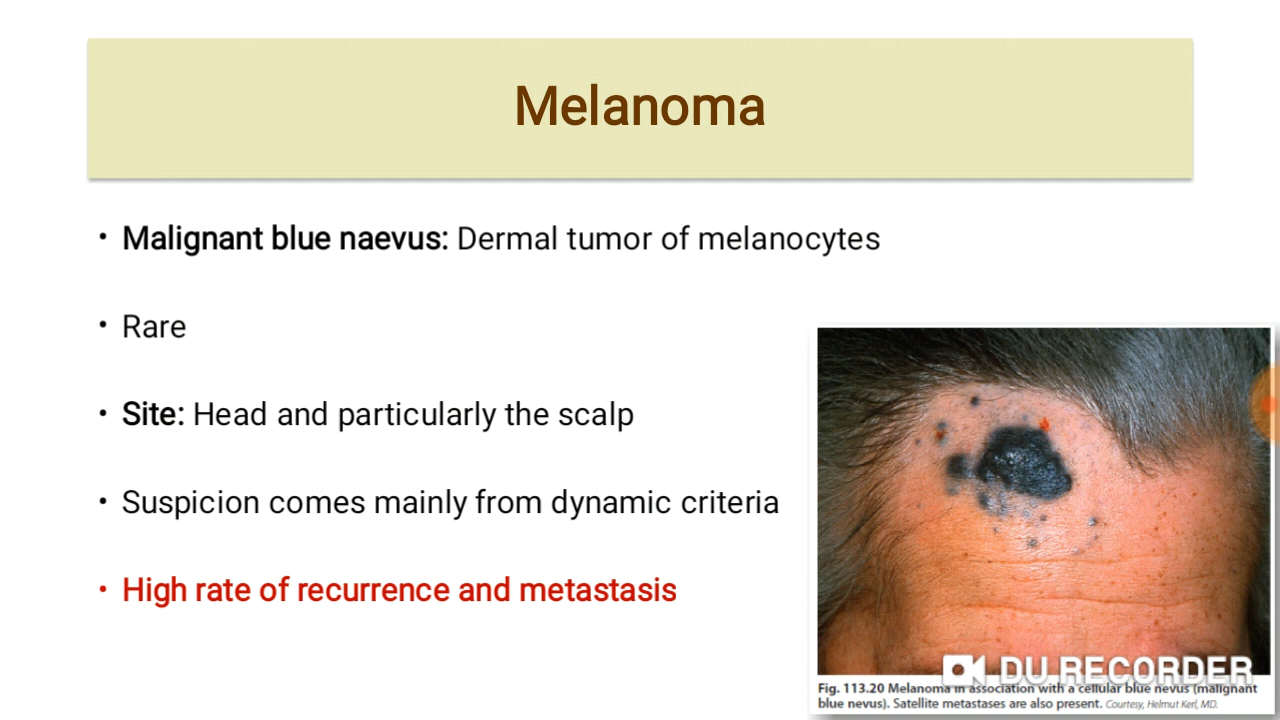 Melanoma
• Malignant blue naevus: Dermal tumor of melanocytes
• Rare
• Site: Head and particularly the scalp
• Suspicion comes mainly from dynamic criteria
• High rate of recurrence and metastasis
DU RECORDER
Fig. 113.20 Melanoma in association with a cellular blue nevus (malignant
blue nevus). Satellite metastases are also present. Courtesy, Helmut Kerl, MD.